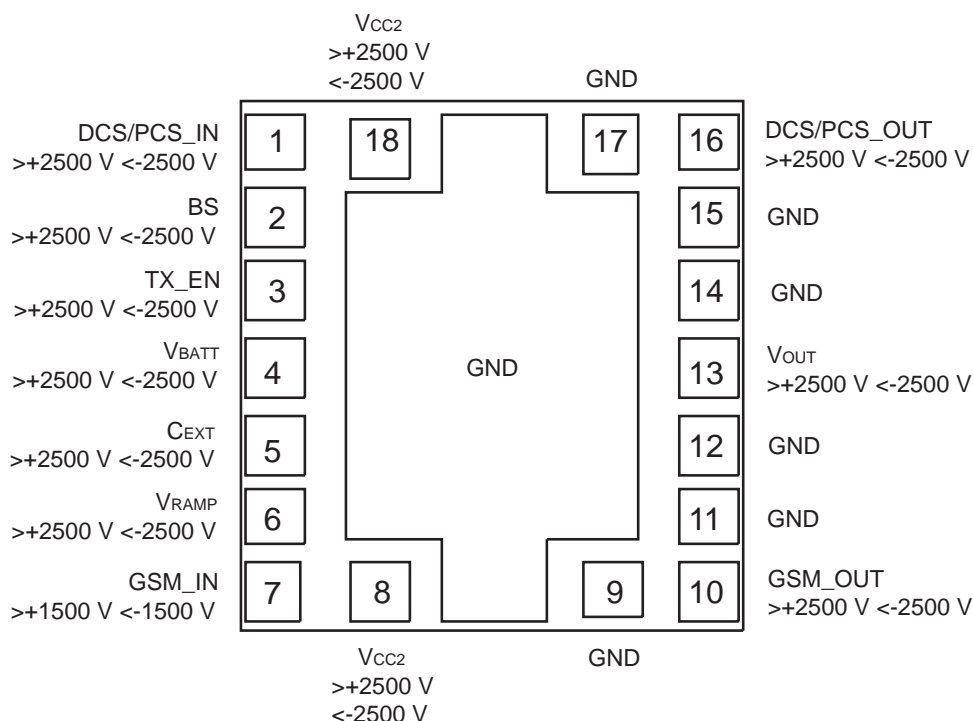 VCC2
>+2500 V
<-2500 V
GND
DCS/PCS_IN
>+2500 V <-2500 V
1
18
17
16
DCS/PCS_OUT
>+2500 V <-2500 V
BS
>+2500 V <-2500 V
2
15
GND
TX_EN
>+2500 V <-2500 V
3
14
GND
VBATT
>+2500 V <-2500 V
4
GND
13
VOUT
>+2500 V <-2500 V
CEXT
>+2500 V <-2500 V
5
12
GND
VRAMP
>+2500 V <-2500 V
6
11
GND
GSM_IN
>+1500 V <-1500 V
7
8
9
10
GSM_OUT
>+2500 V <-2500 V
VCC2
>+2500 V
<-2500 V
GND